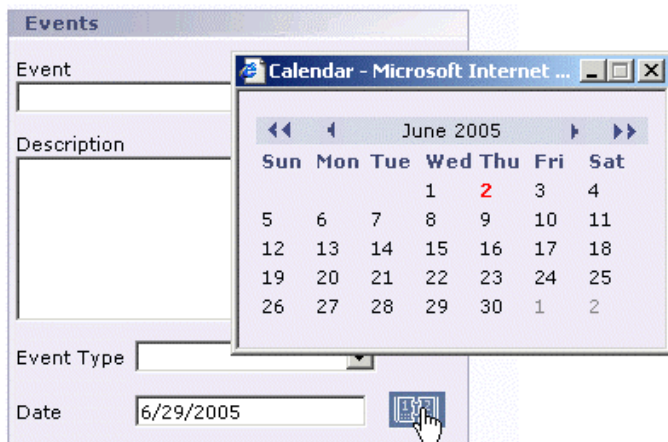 Events
Event
Calendar - Microsoft Internet ...
Description
June 2005
Sun Mon Tue Wed Thu Fri Sat
1 2 3 4
5 6 7 8 9 10 11
12 13 14 15 16 17 18
19 20 21 22 23 24 25
26 27 28 29 30 1 2
Event Type
Date 6/29/2005